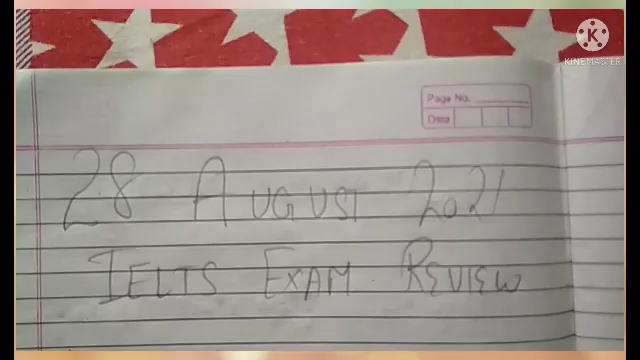 KINEMASTER
Page No.
Date
28 AUGUST 2021
IELTS EXAM REVIEW